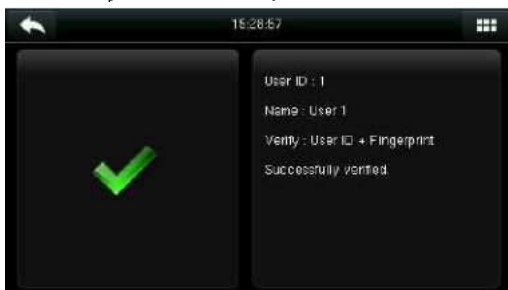 15:28:57
User ID : 1
Name : User 1
Verify : User ID + Fingerprint
Successfully verified.